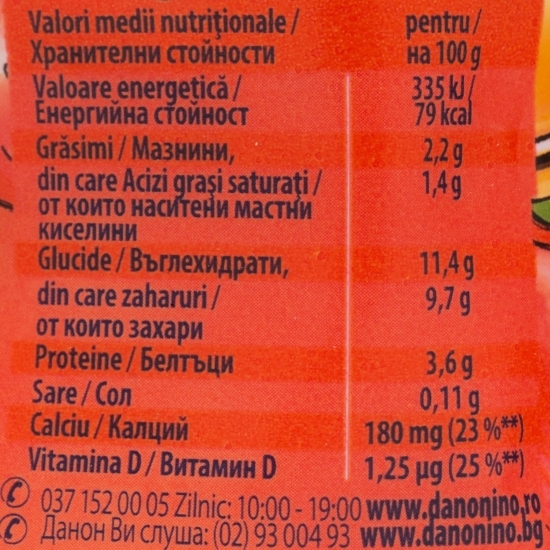 Valori medii nutriționale / pentru /
Хранителни стойности на 100 g
Valoare energetică / 335 kJ /
Енергийна стойност 79 kcal
Grăsimi / Мазнини, 2,2 g
din care Acizi grași saturați / 1,4 g
от които наситени мастни
киселини
Glucide / Въглехидрати, 11,4 g
din care zaharuri / 9,7 g
от които захари
Proteine / Белтъци 3,6 g
Sare / Сол 0,11 g
Calciu / Калций 180 mg (23 %**)
Vitamina D / Витамин D 1,25 µg (25 %**)
037 152 00 05 Zilnic: 10:00 - 19:00 www.danonino.ro
Данон Ви слуша: (02) 93 004 93 www.danonino.bg